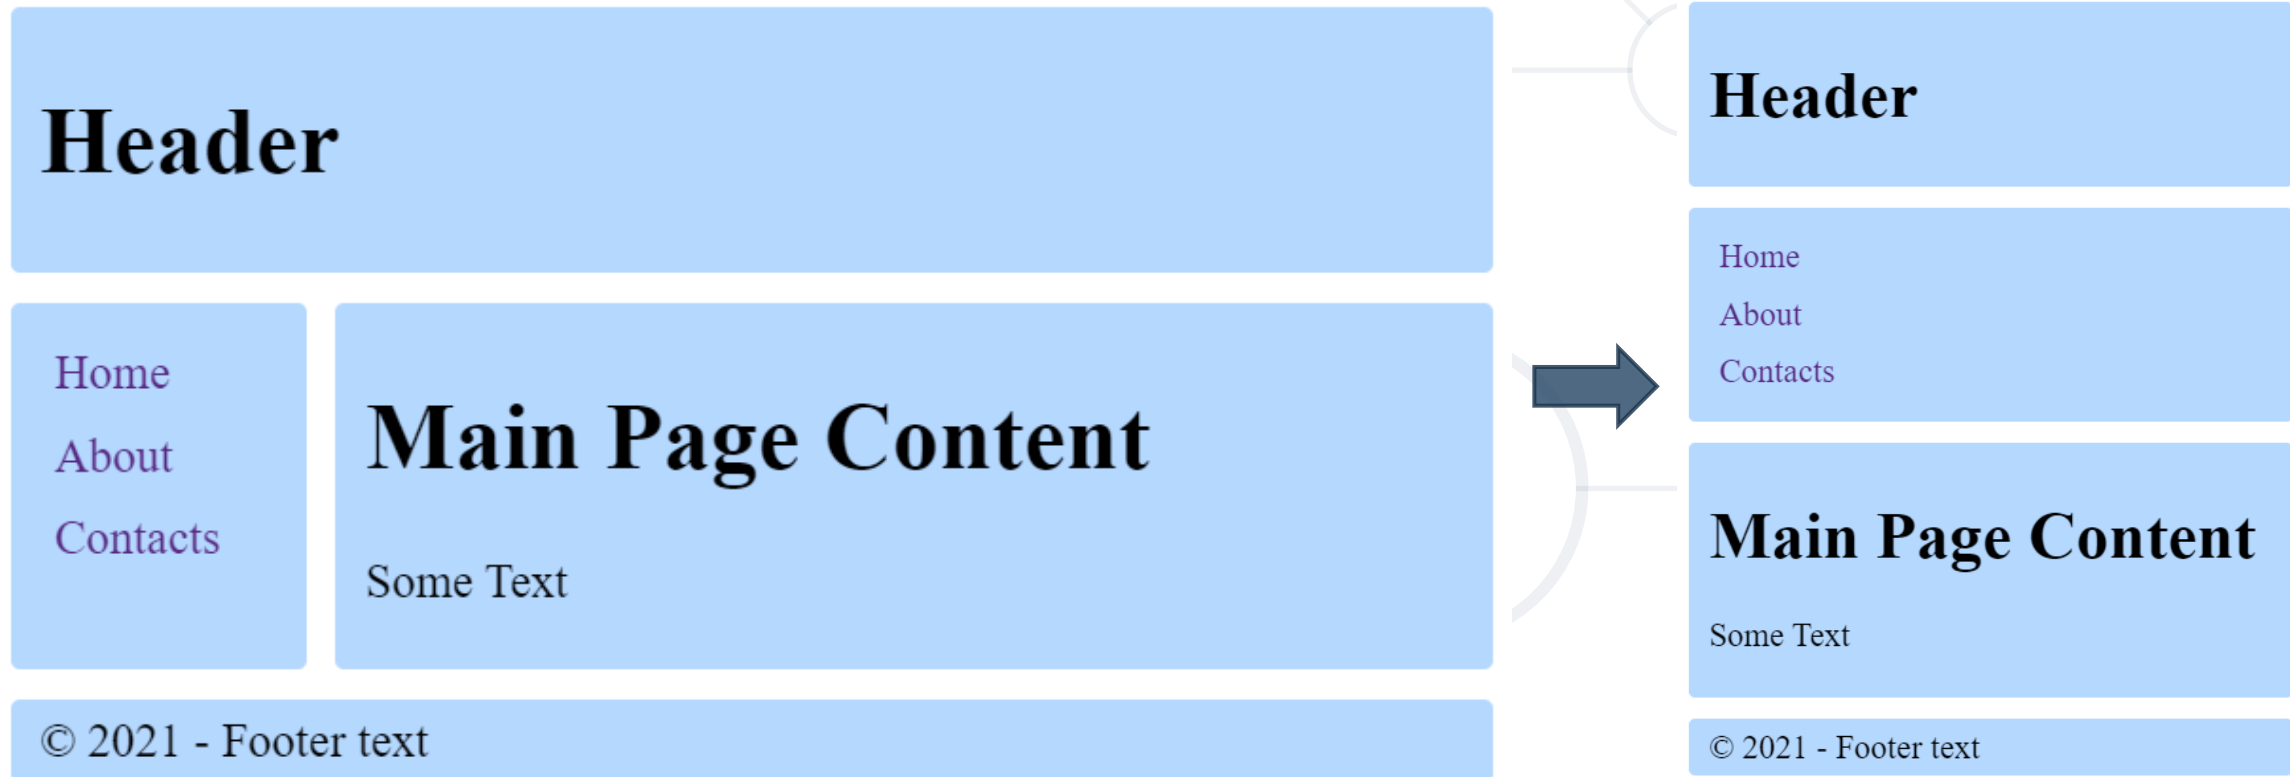 Header
Home
About
Contacts
Main Page Content
Some Text
© 2021 - Footer text
Header
Home
About
Contacts
Main Page Content
Some Text
© 2021 - Footer text